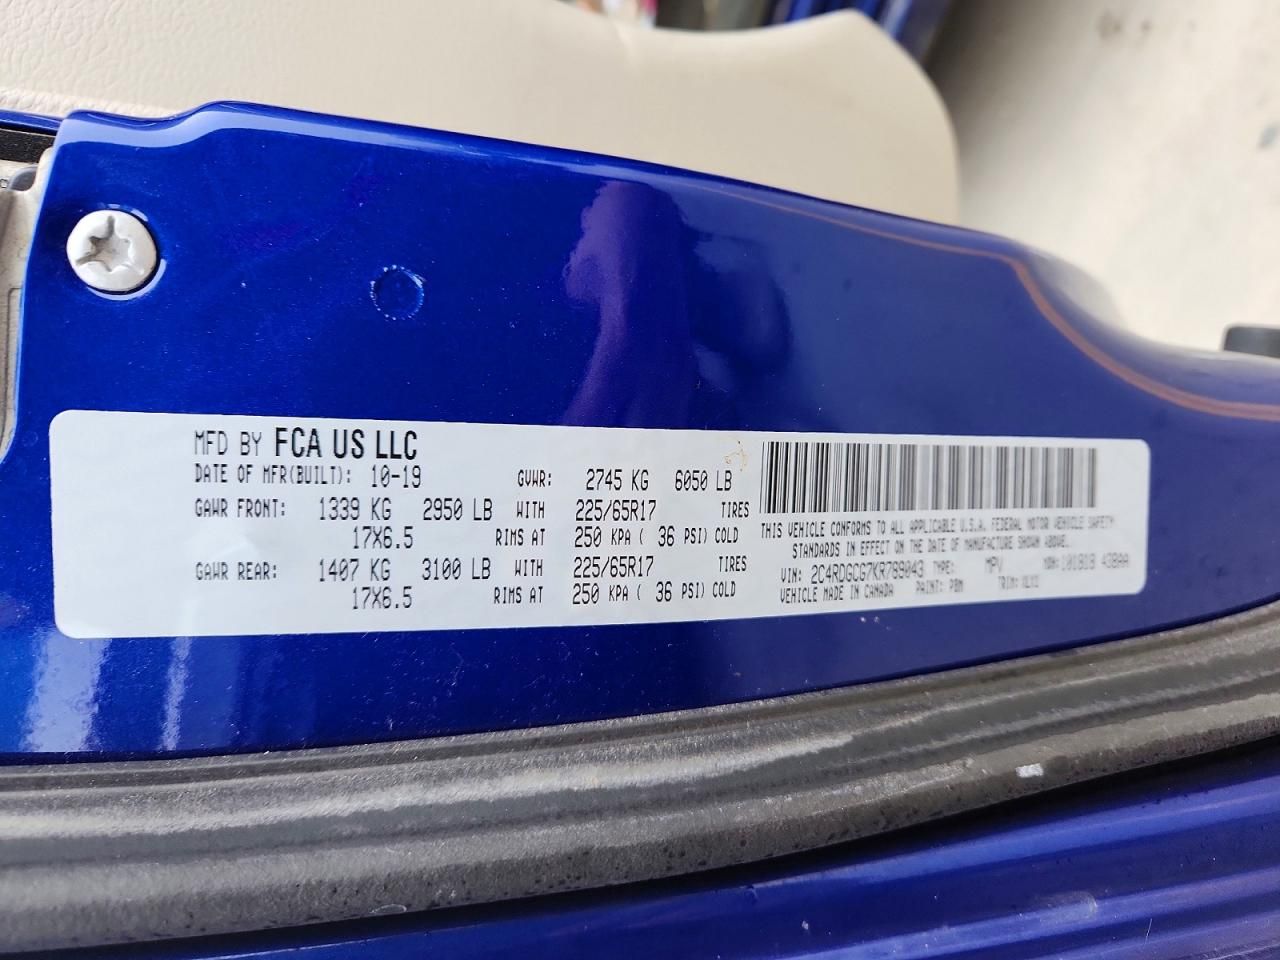 MFD BY FCA US LLC
DATE OF MFR(BUILT): 10-19 GVWR: 2745 KG 6050 LB
GAWR FRONT: 1339 KG 2950 LB WITH 225/65R17 TIRES
17X6.5 RIMS AT 250 KPA ( 36 PSI) COLD
GAWR REAR: 1407 KG 3100 LB WITH 225/65R17 TIRES
17X6.5 RIMS AT 250 KPA ( 36 PSI) COLD
THIS VEHICLE CONFORMS TO ALL APPLICABLE U.S.A. FEDERAL MOTOR VEHICLE SAFETY
STANDARDS IN EFFECT ON THE DATE OF MANUFACTURE SHOWN ABOVE.
VIN: 2C4RDGCG7KR789043 TYPE: MPV MDH: 101819
VEHICLE MADE IN CANADA PAINT: PBM TRIM: